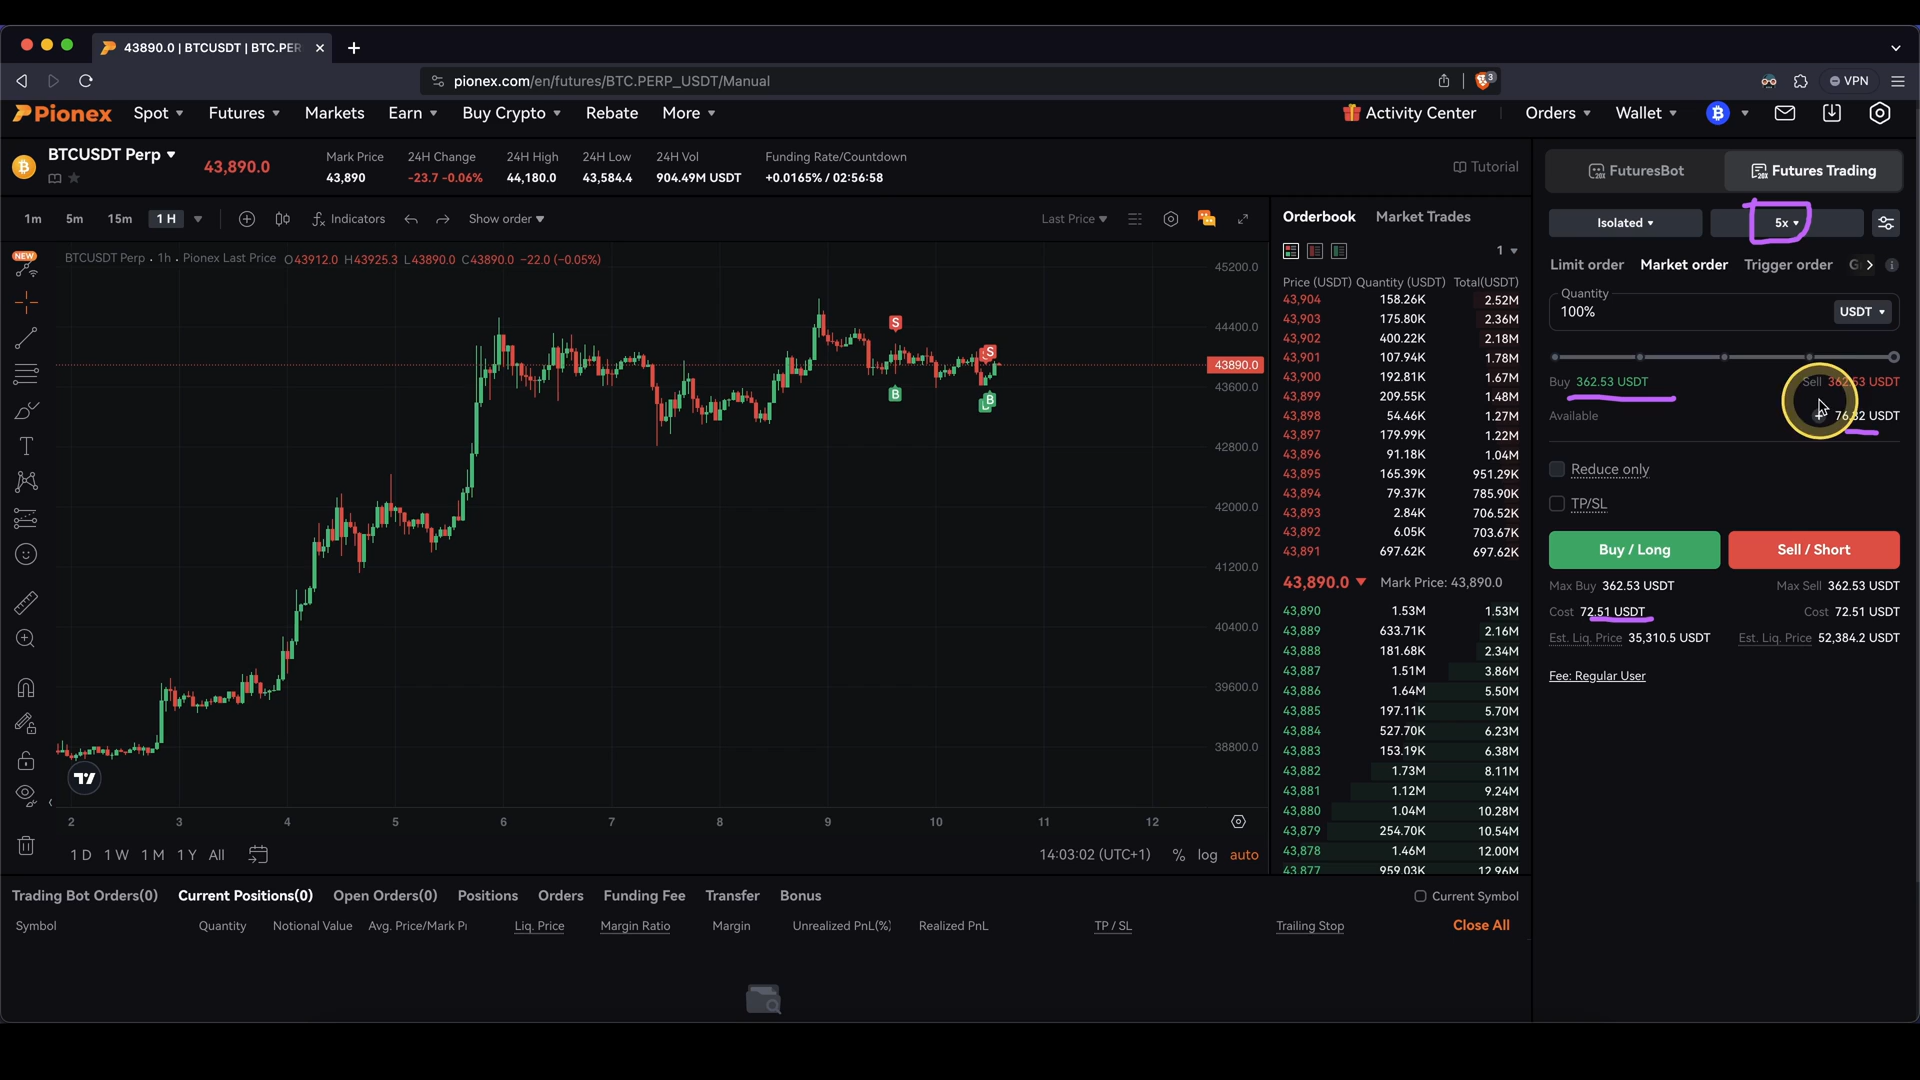 43890.0 | BTCUSDT | BTC.PER
pionex.com/en/futures/BTC.PERP_USDT/Manual
3
VPN
Pionex Spot Futures Markets Earn Buy Crypto Rebate More Activity Center Orders Wallet
BTCUSDT Perp 43,890.0
Mark Price 24H Change 24H High 24H Low 24H Vol Funding Rate/Countdown
43,890 -23.7 -0.06% 44,180.0 43,584.4 904.49M USDT +0.0165% / 02:56:58
Tutorial
1m 5m 15m 1 H Indicators Show order Last Price
NEW
BTCUSDT Perp . 1h . Pionex Last Price O43912.0 H43925.3 L43890.0 C43890.0 −22.0 (−0.05%)
45200.0
44400.0
43890.0
43600.0
42800.0
42000.0
41200.0
40400.0
39600.0
38800.0
S
S
B
B
2 3 4 5 6 7 8 9 10 11 12
1 D 1 W 1 M 1 Y All 14:03:02 (UTC+1) % log auto
Orderbook Market Trades
1
Price (USDT) Quantity (USDT) Total(USDT)
43,904 158.26K 2.52M
43,903 175.80K 2.36M
43,902 400.22K 2.18M
43,901 107.94K 1.78M
43,900 192.81K 1.67M
43,899 209.55K 1.48M
43,898 54.46K 1.27M
43,897 179.99K 1.22M
43,896 91.18K 1.04M
43,895 165.39K 951.29K
43,894 79.37K 785.90K
43,893 2.84K 706.52K
43,892 6.05K 703.67K
43,891 697.62K 697.62K
43,890.0 Mark Price: 43,890.0
43,890 1.53M 1.53M
43,889 633.71K 2.16M
43,888 181.68K 2.34M
43,887 1.51M 3.86M
43,886 1.64M 5.50M
43,885 197.11K 5.70M
43,884 527.70K 6.23M
43,883 153.19K 6.38M
43,882 1.73M 8.11M
43,881 1.12M 9.24M
43,880 1.04M 10.28M
43,879 254.70K 10.54M
43,878 1.46M 12.00M
43,877 959.03K 12.96M
FuturesBot Futures Trading
Isolated 5x
Limit order Market order Trigger order
Quantity
100% USDT
Buy 362.53 USDT Sell 362.53 USDT
Available 76.32 USDT
Reduce only
TP/SL
Buy / Long Sell / Short
Max Buy 362.53 USDT Max Sell 362.53 USDT
Cost 72.51 USDT Cost 72.51 USDT
Est. Liq. Price 35,310.5 USDT Est. Liq. Price 52,384.2 USDT
Fee: Regular User
Trading Bot Orders(0) Current Positions(0) Open Orders(0) Positions Orders Funding Fee Transfer Bonus Current Symbol
Symbol Quantity Notional Value Avg. Price/Mark Pr Liq. Price Margin Ratio Margin Unrealized PnL(%) Realized PnL TP / SL Trailing Stop Close All